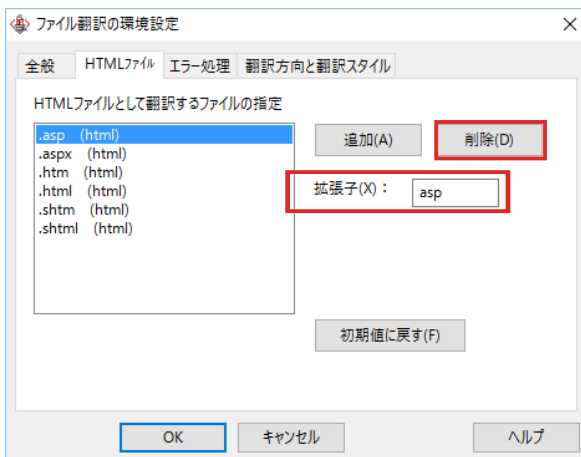 ファイル翻訳の環境設定
全般 HTMLファイル エラー処理 翻訳方向と翻訳スタイル
HTMLファイルとして翻訳するファイルの指定
.asp (html)
.aspx (html)
.htm (html)
.html (html)
.shtm (html)
.shtml (html)
追加(A) 削除(D)
拡張子(X)： asp
初期値に戻す(F)
OK キャンセル ヘルプ